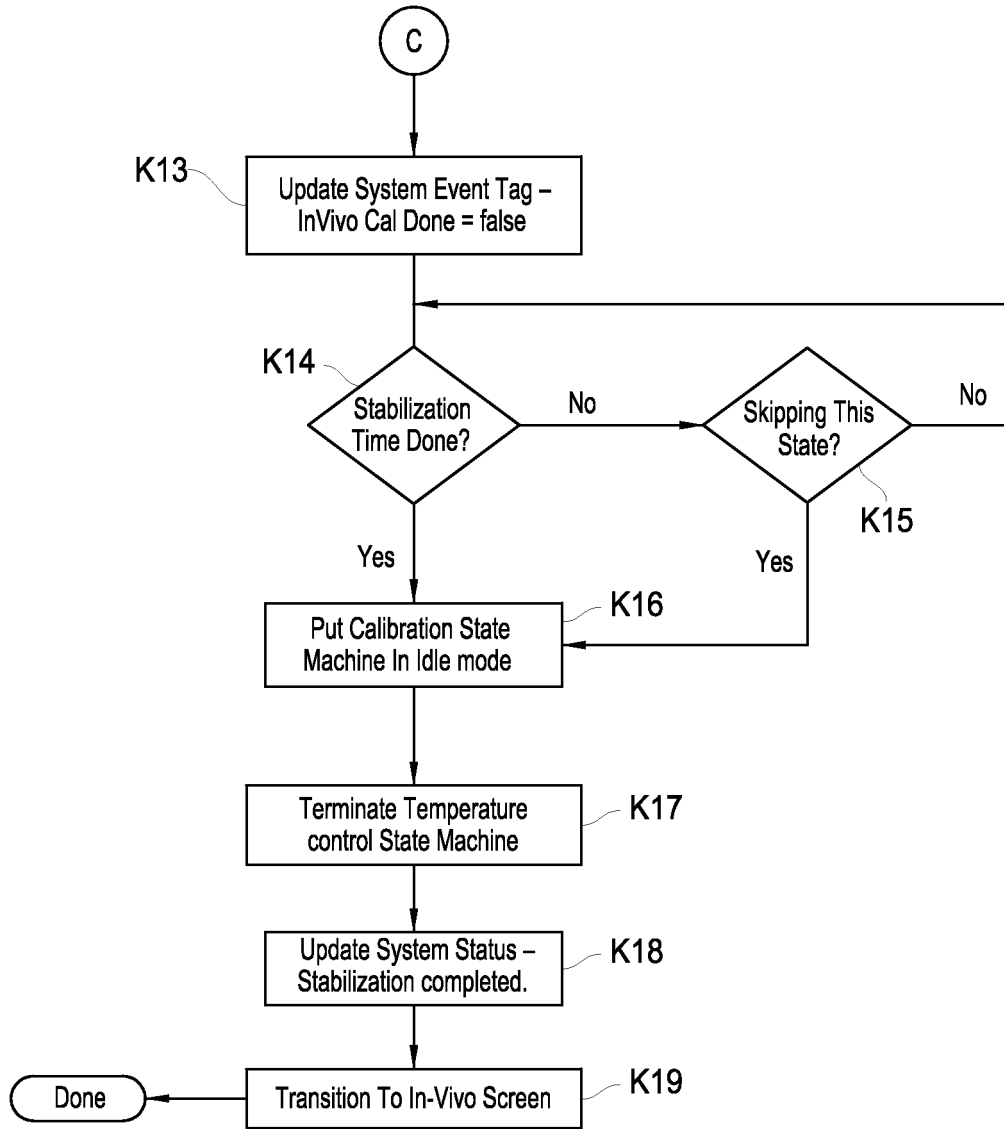 C
K13
Update System Event Tag –
InVivo Cal Done = false
K14
Stabilization
Time Done?
No
Skipping This
State?
No
K15
Yes
Yes
K16
Put Calibration State
Machine In Idle mode
Terminate Temperature
control State Machine
K17
Update System Status –
Stabilization completed.
K18
Done
Transition To In-Vivo Screen
K19